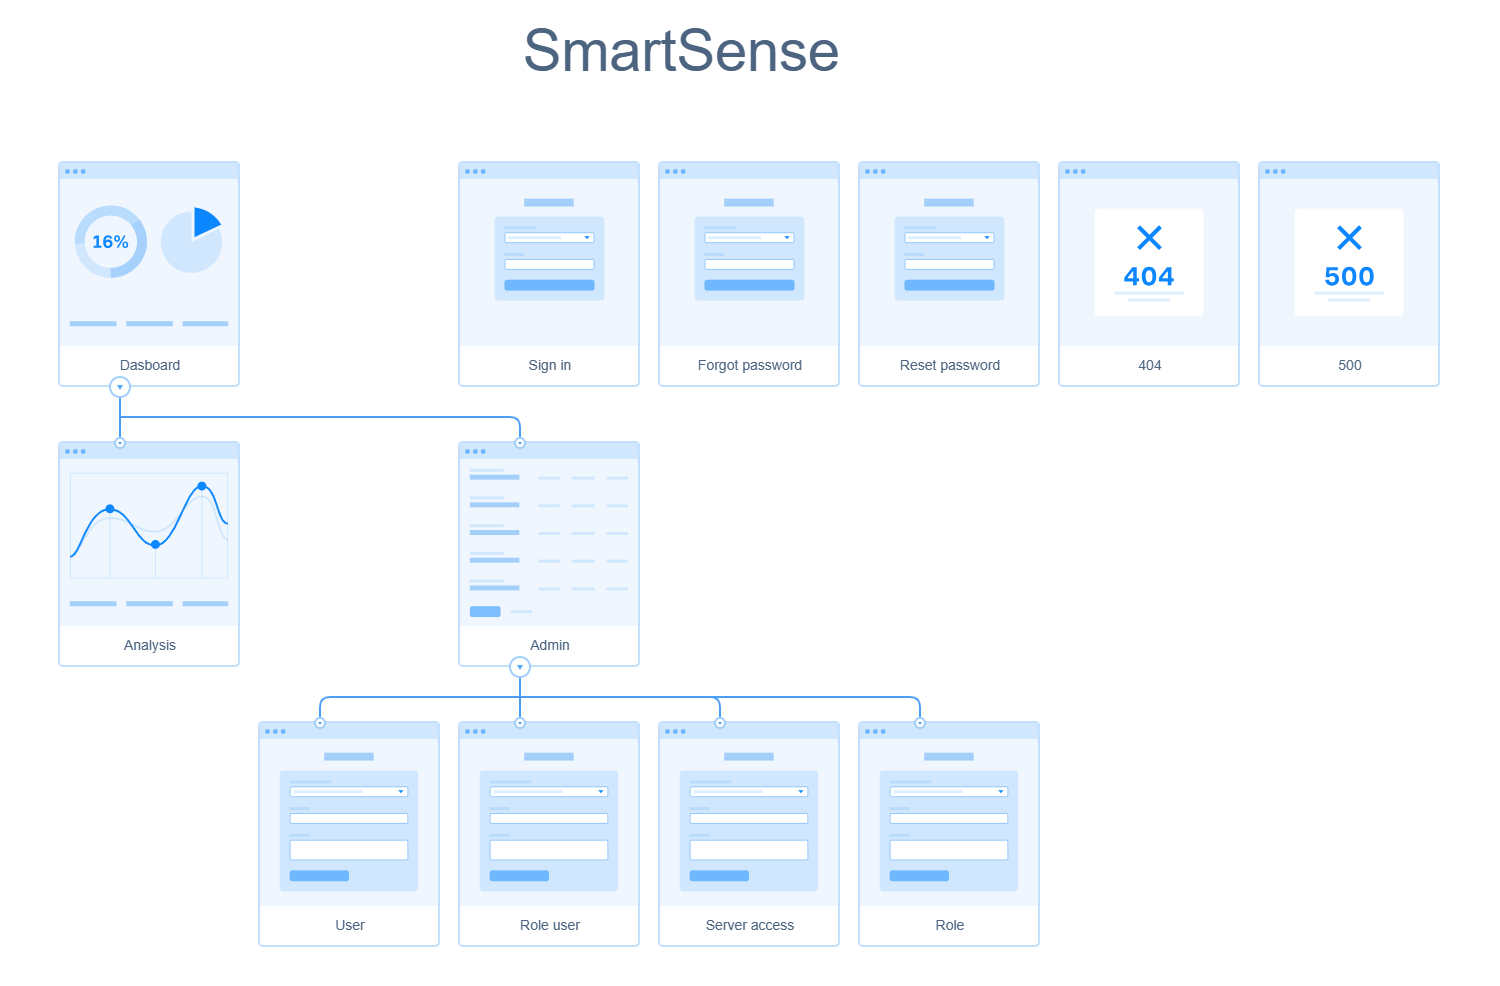 SmartSense
16%
404
500
Dasboard
Sign in
Forgot password
Reset password
404
500
Analysis
Admin
User
Role user
Server access
Role